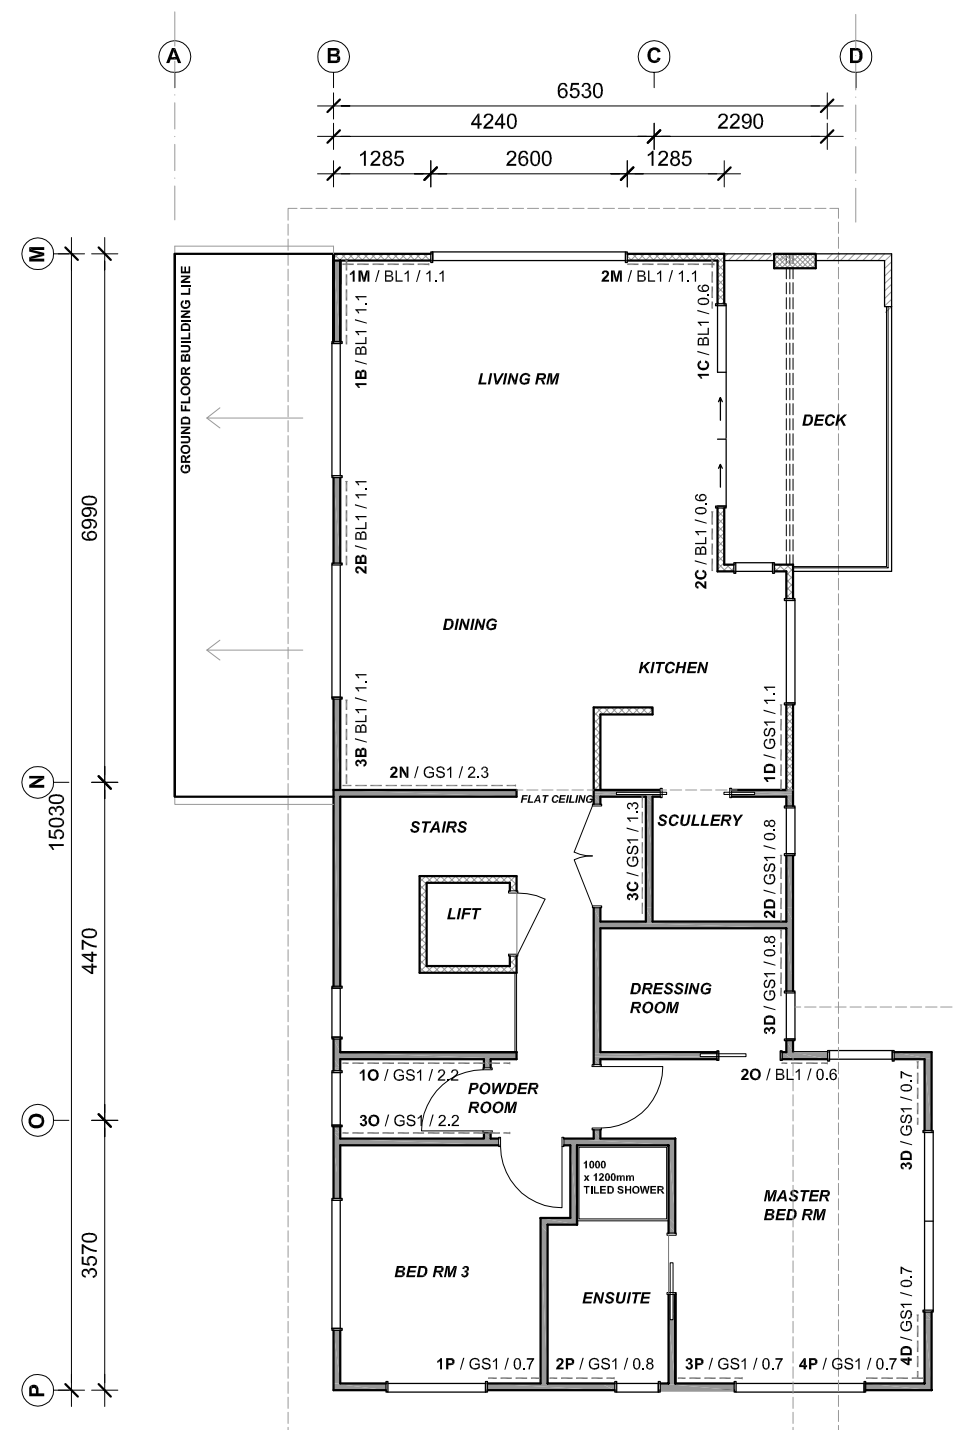 A
B
C
D
6530
4240
2290
1285
2600
1285
M
1M / BL1 / 1.1
2M / BL1 / 1.1
GROUND FLOOR BUILDING LINE
1B / BL1 / 1.1
1C / BL1 / 0.6
LIVING RM
DECK
6990
2B / BL1 / 1.1
2C / BL1 / 0.6
DINING
KITCHEN
3B / BL1 / 1.1
1D / GS1 / 1.1
N
2N / GS1 / 2.3
FLAT CEILING
15030
STAIRS
3C / GS1 / 1.3
SCULLERY
2D / GS1 / 0.8
LIFT
4470
DRESSING
ROOM
3D / GS1 / 0.8
1O / GS1 / 2.2
2O / BL1 / 0.6
POWDER
ROOM
O
3O / GS1 / 2.2
3D / GS1 / 0.7
1000
x 1200mm
TILED SHOWER
MASTER
BED RM
3570
BED RM 3
ENSUITE
4D / GS1 / 0.7
1P / GS1 / 0.7
2P / GS1 / 0.8
3P / GS1 / 0.7
4P / GS1 / 0.7
P